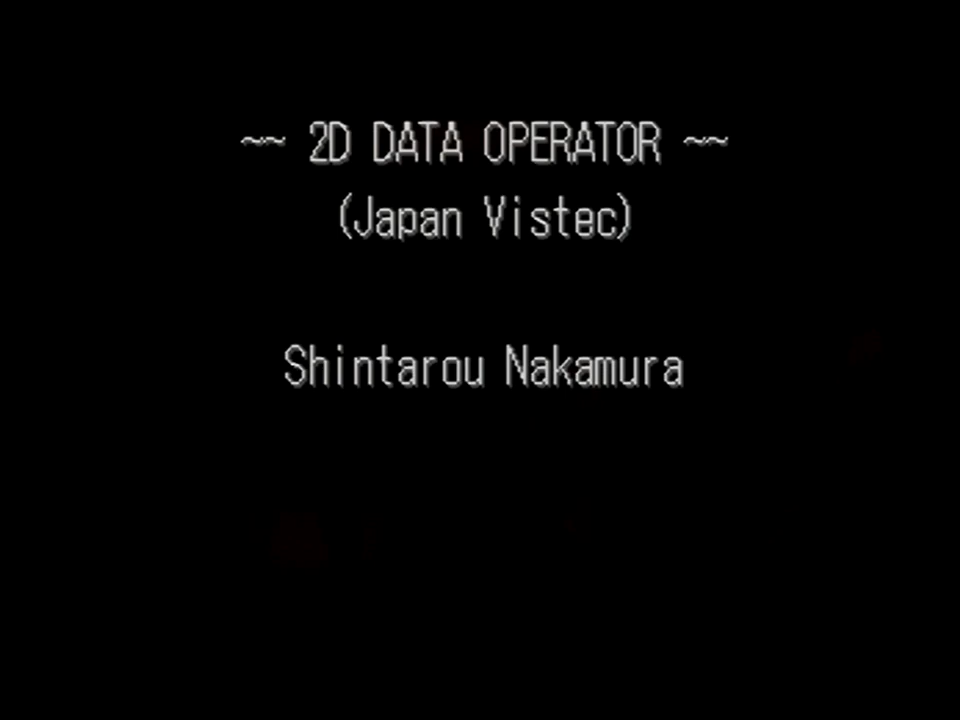 ~~ 2D DATA OPERATOR ~~
(Japan Vistec)
Shintarou Nakamura